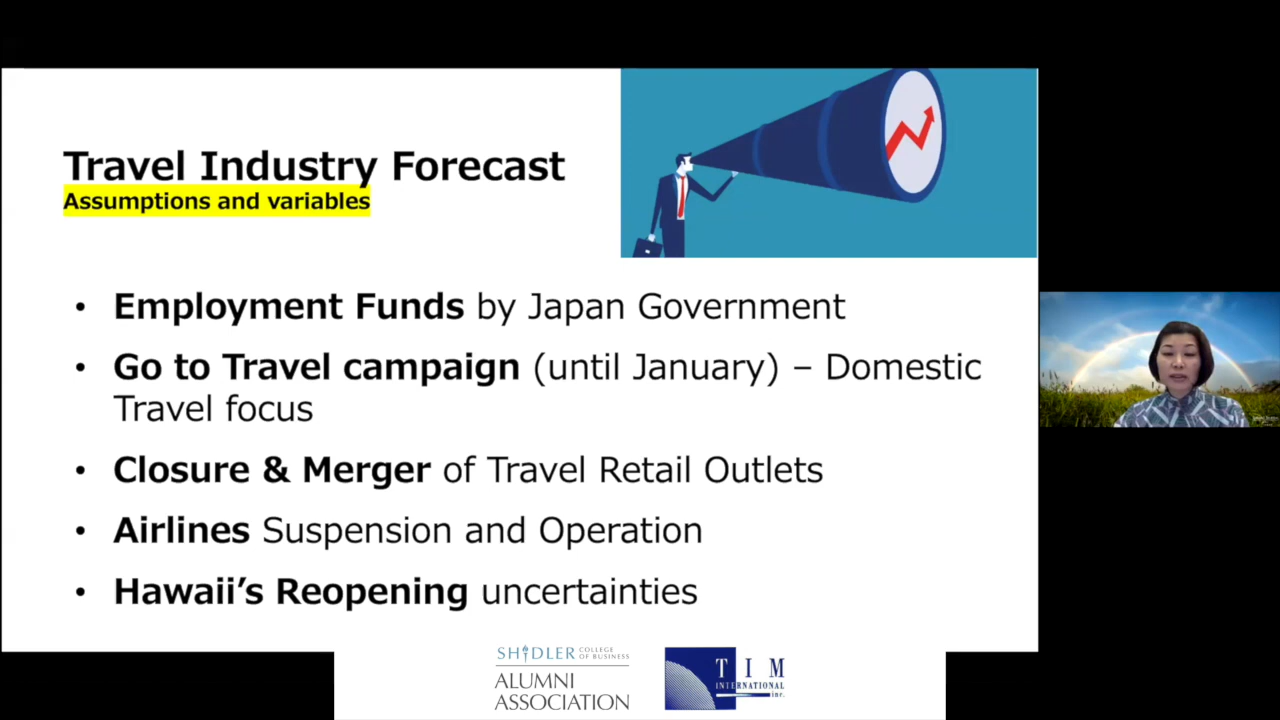 Travel Industry Forecast
Assumptions and variables
• Employment Funds by Japan Government
• Go to Travel campaign (until January) – Domestic
Travel focus
• Closure & Merger of Travel Retail Outlets
• Airlines Suspension and Operation
• Hawaii’s Reopening uncertainties
SHIDLER COLLEGE
OF BUSINESS
ALUMNI
ASSOCIATION
TIM
INTERNATIONAL
inc.